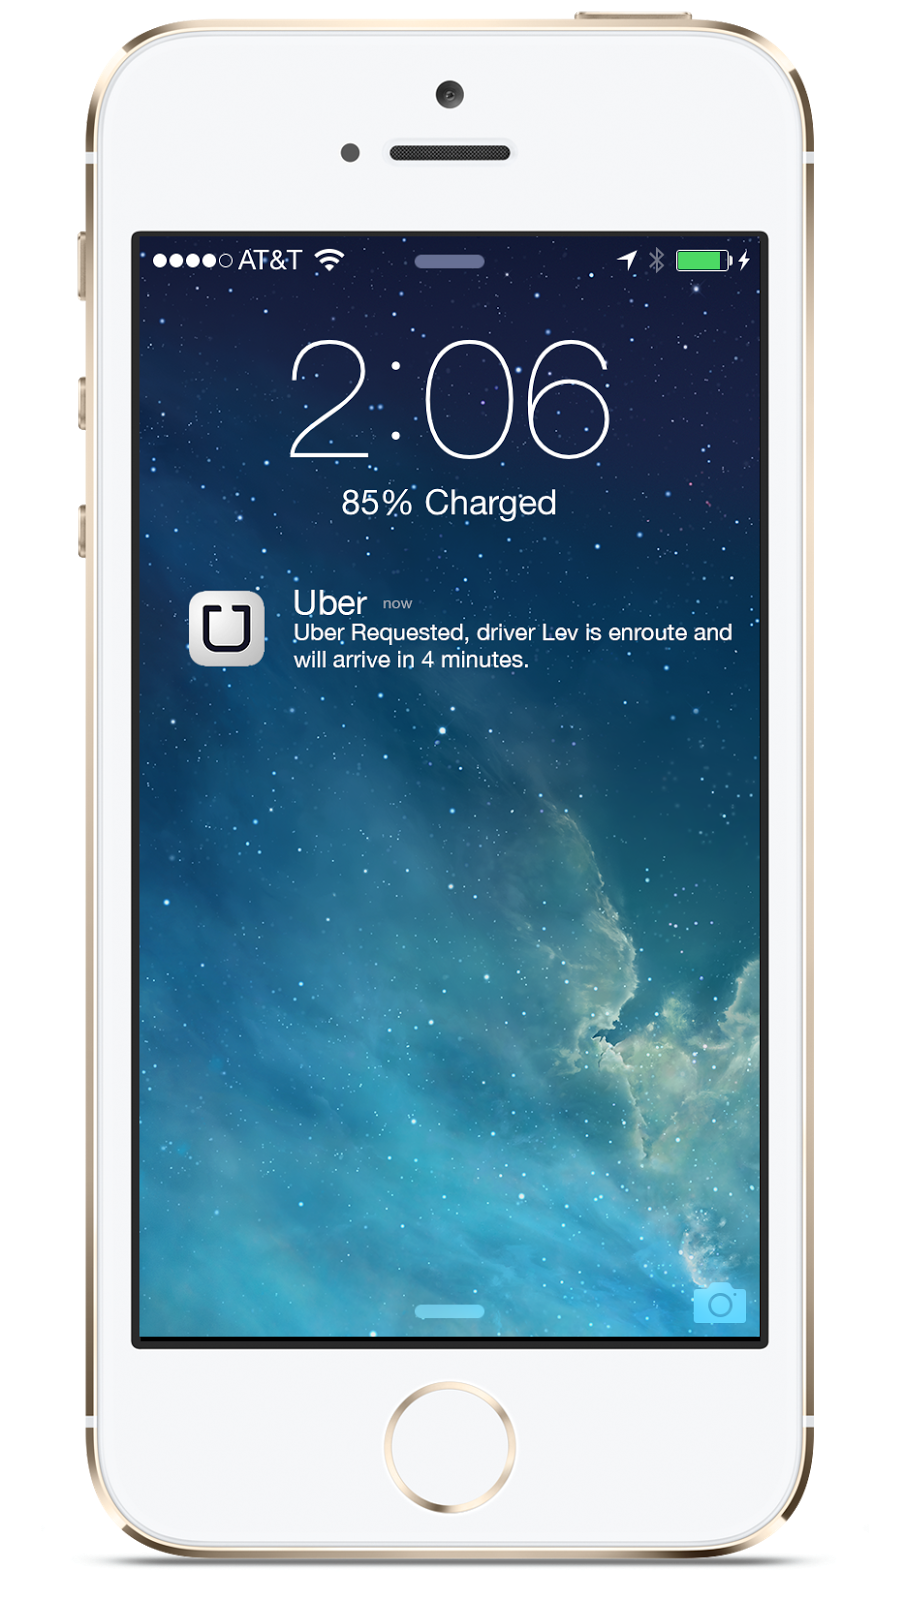 AT&T
2:06
85% Charged
Uber now
Uber Requested, driver Lev is enroute and
will arrive in 4 minutes.